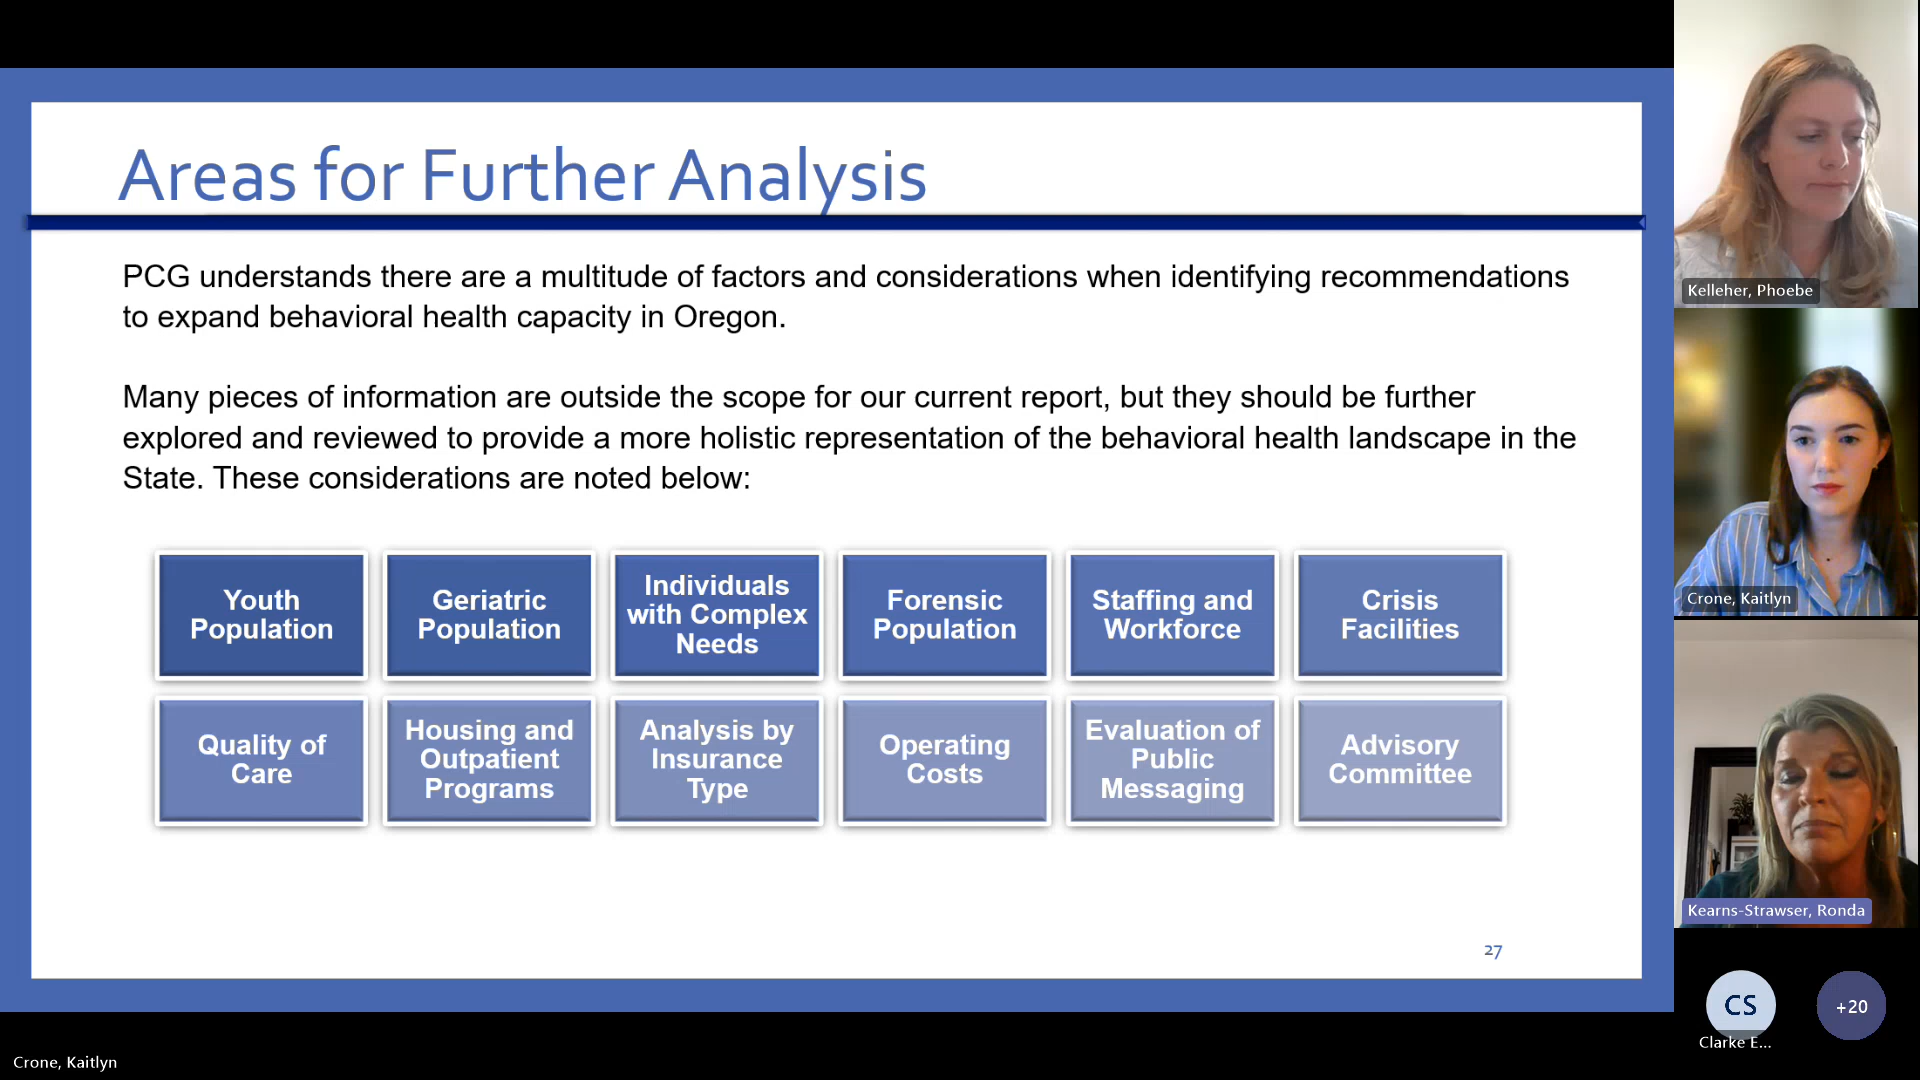 Areas for Further Analysis
PCG understands there are a multitude of factors and considerations when identifying recommendations
to expand behavioral health capacity in Oregon.
Many pieces of information are outside the scope for our current report, but they should be further
explored and reviewed to provide a more holistic representation of the behavioral health landscape in the
State. These considerations are noted below:
Youth
Population
Geriatric
Population
Individuals
with Complex
Needs
Forensic
Population
Staffing and
Workforce
Crisis
Facilities
Quality of
Care
Housing and
Outpatient
Programs
Analysis by
Insurance
Type
Operating
Costs
Evaluation of
Public
Messaging
Advisory
Committee
27
Kelleher, Phoebe
Crone, Kaitlyn
Kearns-Strawser, Ronda
CS
+20
Clarke E...
Crone, Kaitlyn